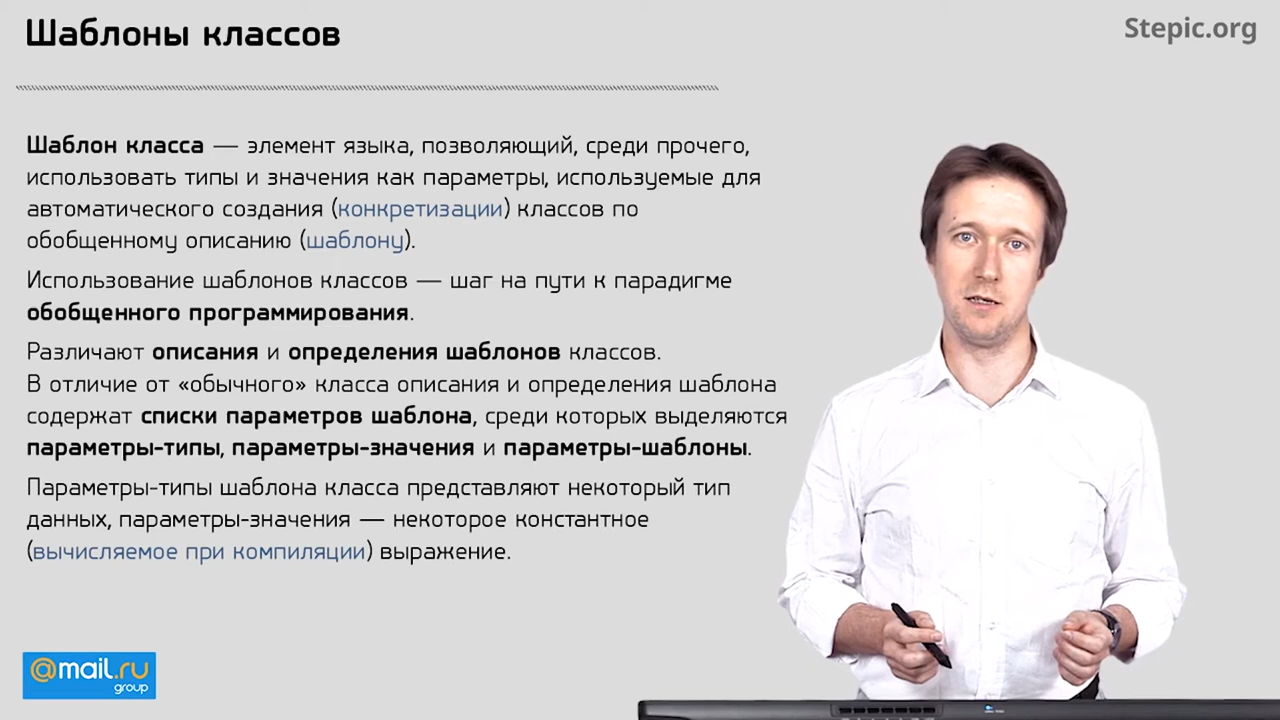 Шаблоны классов
Stepic.org
Шаблон класса — элемент языка, позволяющий, среди прочего,
использовать типы и значения как параметры, используемые для
автоматического создания (конкретизации) классов по
обобщенному описанию (шаблону).
Использование шаблонов классов — шаг на пути к парадигме
обобщенного программирования.
Различают описания и определения шаблонов классов.
В отличие от «обычного» класса описания и определения шаблона
содержат списки параметров шаблона, среди которых выделяются
параметры-типы, параметры-значения и параметры-шаблоны.
Параметры-типы шаблона класса представляют некоторый тип
данных, параметры-значения — некоторое константное
(вычисляемое при компиляции) выражение.
@mail.ru
group